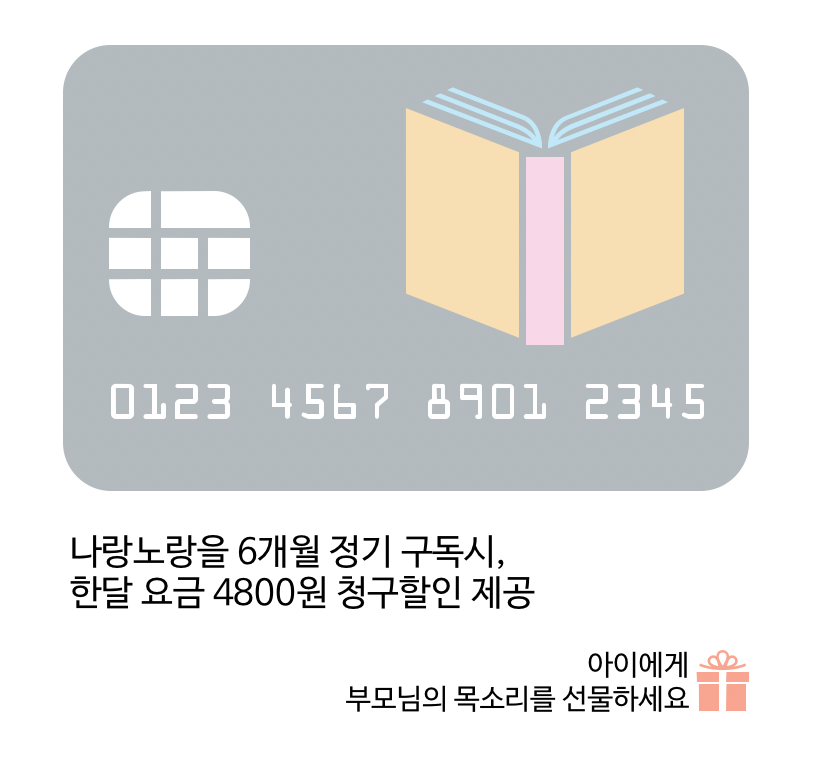 0123 4567 8901 2345
나랑노랑을 6개월 정기 구독시,
한달 요금 4800원 청구할인 제공
아이에게
부모님의 목소리를 선물하세요